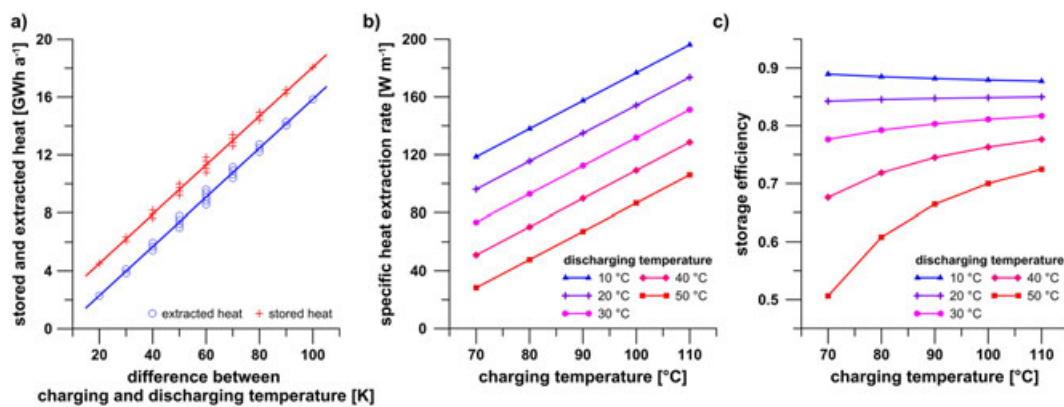 a)
stored and extracted heat [GWh a⁻¹]
20
16
12
8
4
0
20 40 60 80 100
difference between
charging and discharging temperature [K]
extracted heat
stored heat
b)
specific heat extraction rate [W m⁻¹]
200
160
120
80
40
0
70 80 90 100 110
charging temperature [°C]
discharging temperature
10 °C
40 °C
20 °C
50 °C
30 °C
c)
storage efficiency
0.9
0.8
0.7
0.6
0.5
70 80 90 100 110
charging temperature [°C]
discharging temperature
10 °C
40 °C
20 °C
50 °C
30 °C